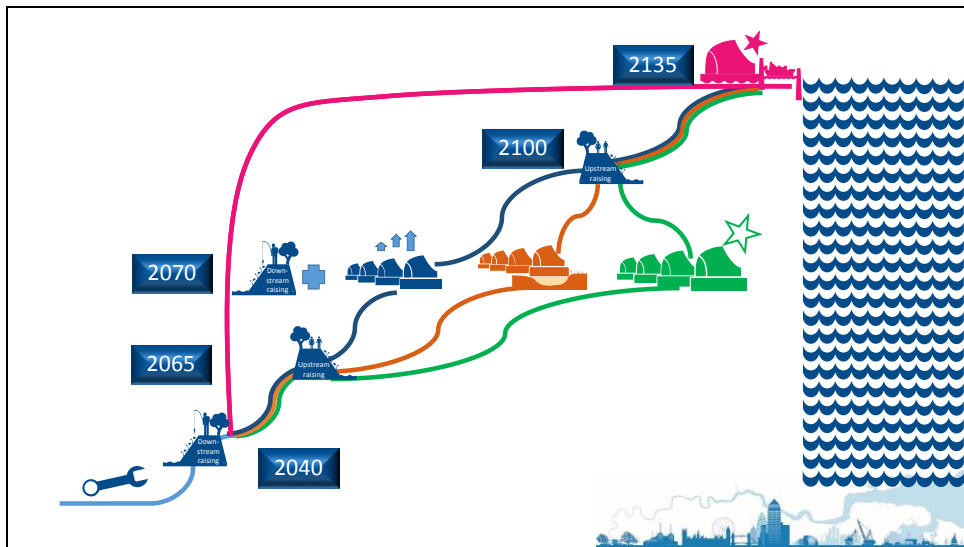 2135
2100
Upstream
raising
2070
Down-
stream
raising
2065
Upstream
raising
Down-
stream
raising
2040